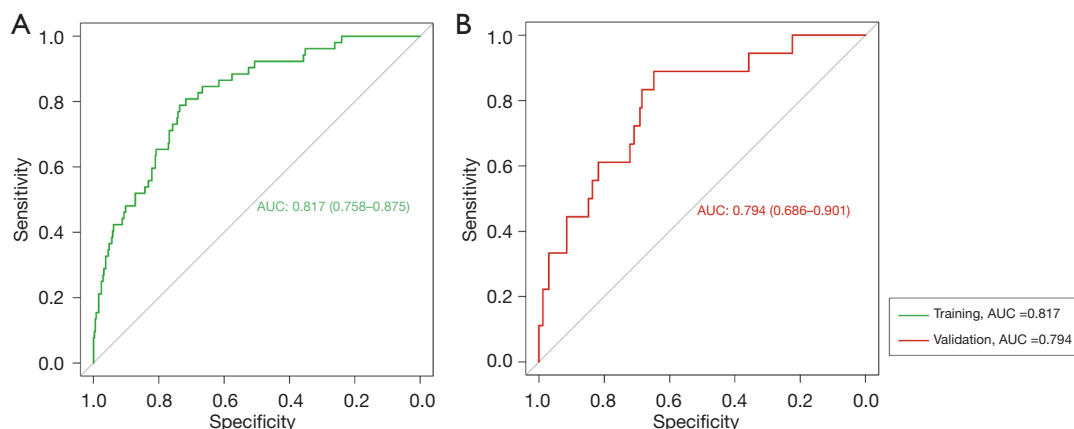 A
1.0
0.8
0.6
0.4
0.2
0.0
Sensitivity
AUC: 0.817 (0.758–0.875)
1.0 0.8 0.6 0.4 0.2 0.0
Specificity
B
1.0
0.8
0.6
0.4
0.2
0.0
Sensitivity
AUC: 0.794 (0.686–0.901)
1.0 0.8 0.6 0.4 0.2 0.0
Specificity
Training, AUC =0.817
Validation, AUC =0.794